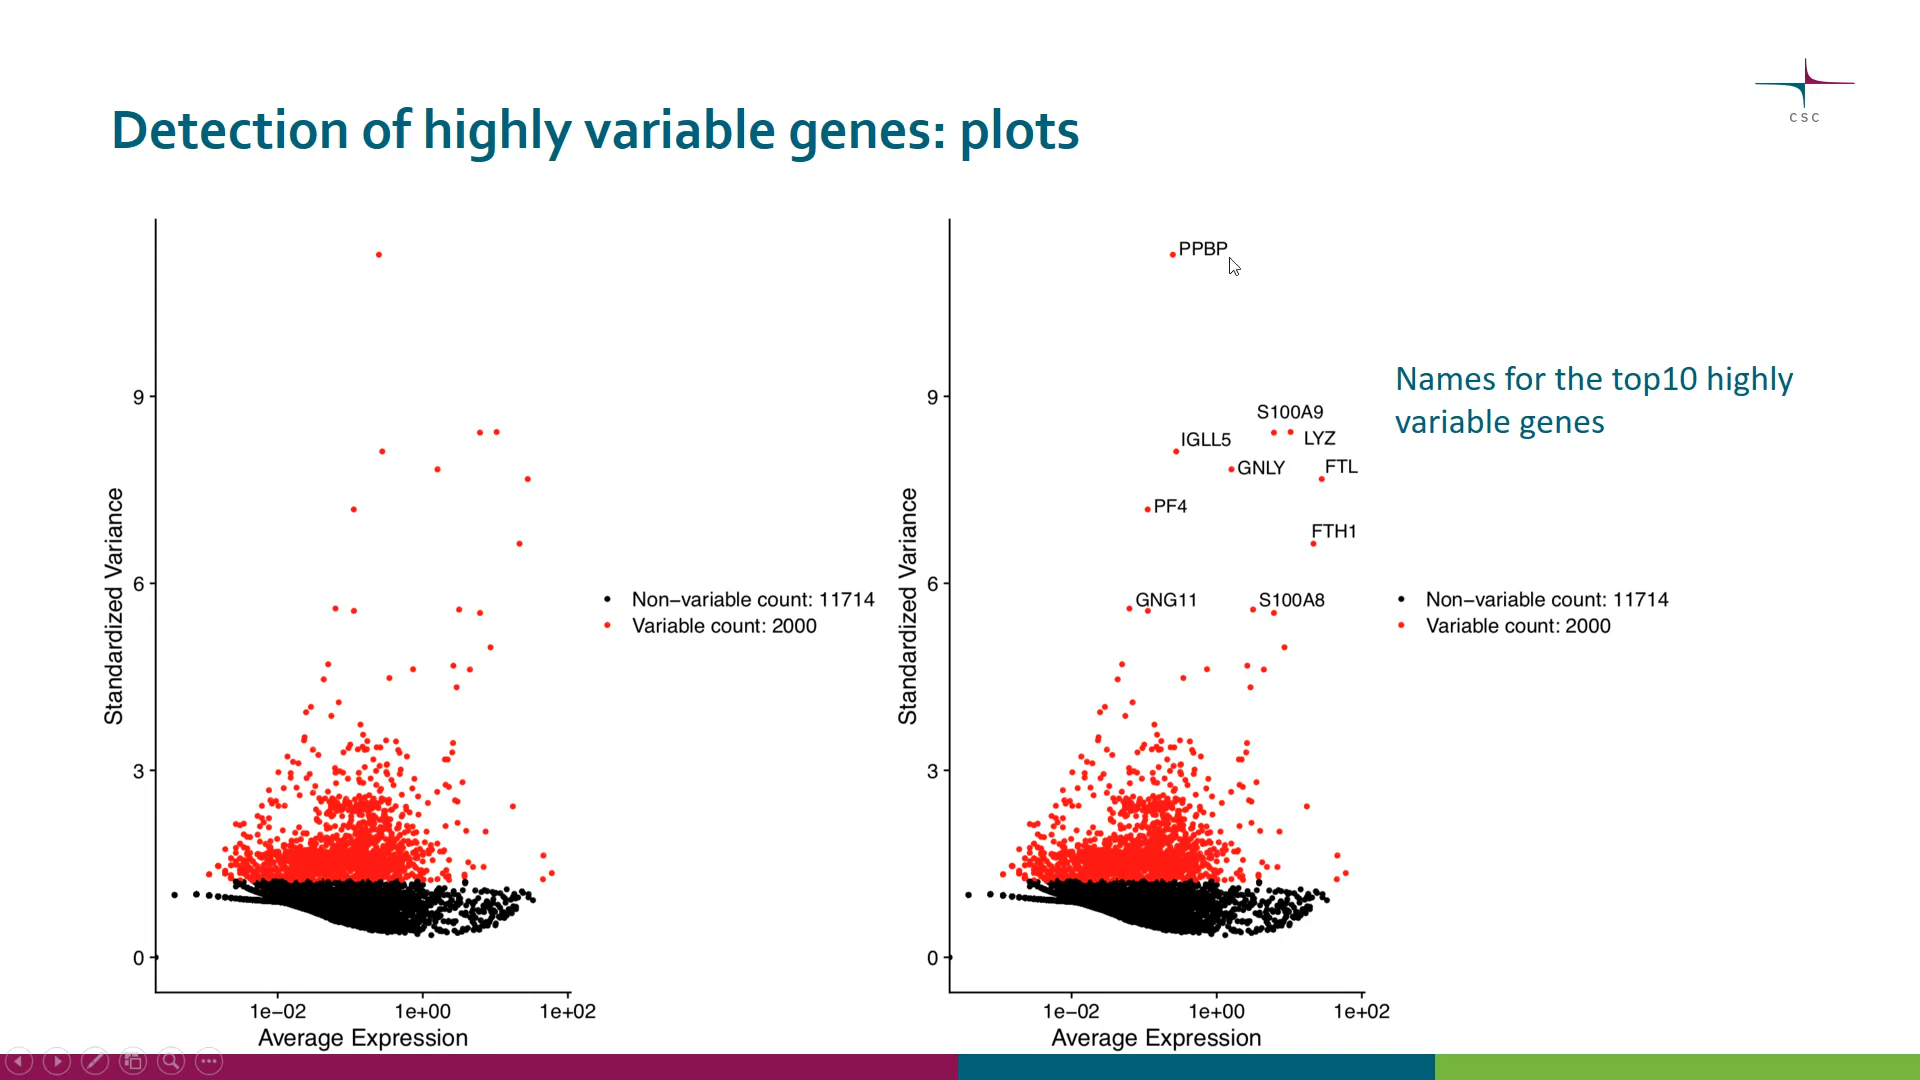 CSC
Detection of highly variable genes: plots
9
6
3
0
Standardized Variance
1e−02
1e+00
1e+02
Average Expression
Non−variable count: 11714
Variable count: 2000
9
6
3
0
Standardized Variance
PPBP
S100A9
LYZ
IGLL5
GNLY
FTL
PF4
FTH1
GNG11
S100A8
1e−02
1e+00
1e+02
Average Expression
Non−variable count: 11714
Variable count: 2000
Names for the top10 highly
variable genes